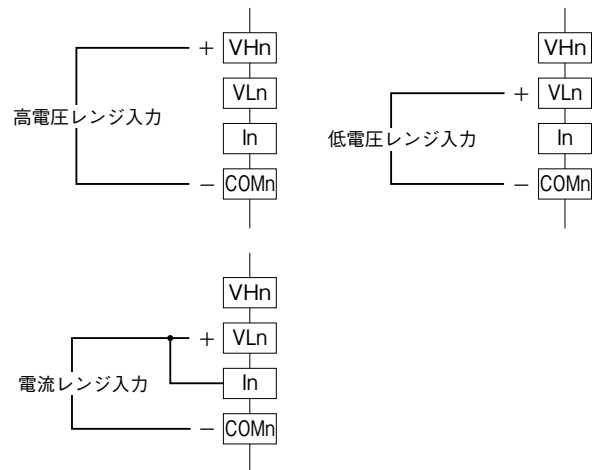 + VHn
VLn
高電圧レンジ入力
In
− COMn
VHn
+ VLn
低電圧レンジ入力
In
− COMn
VHn
+ VLn
電流レンジ入力
In
− COMn